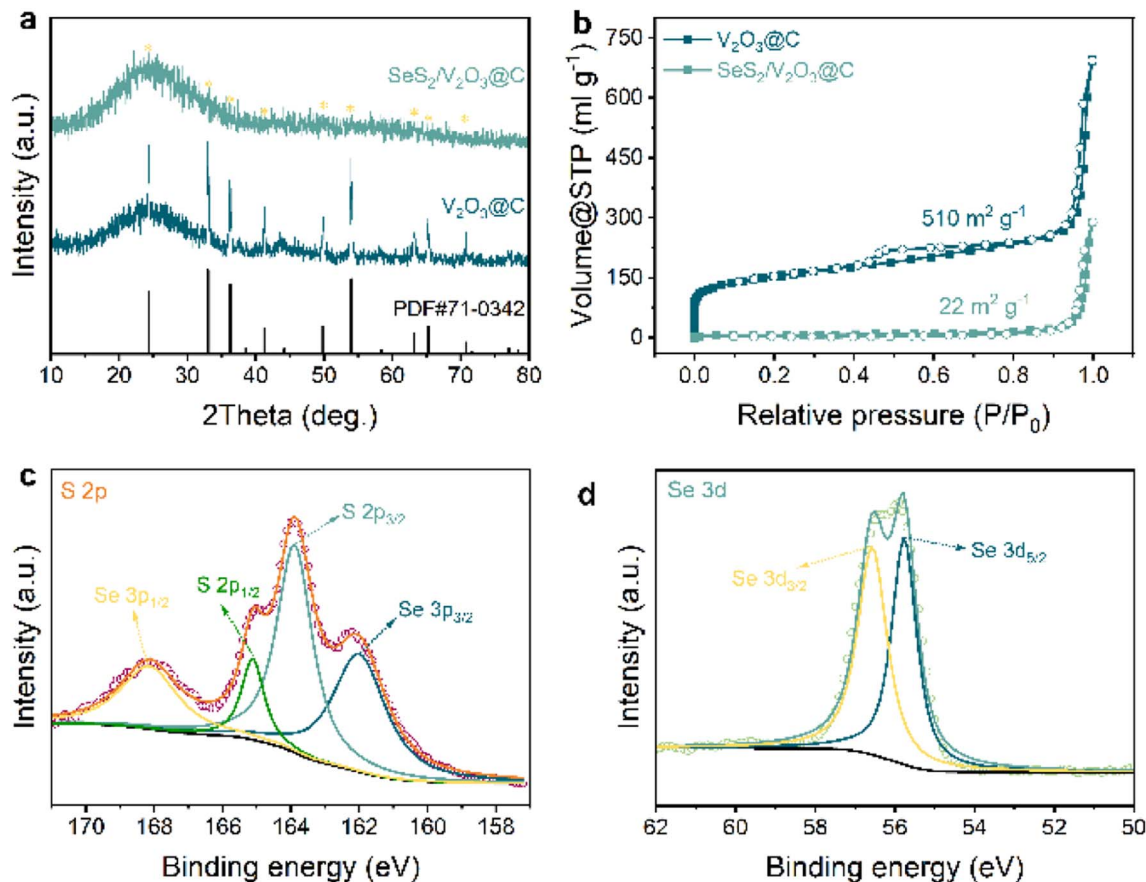 a
* * * * * * * * *
SeS₂/V₂O₃@C
V₂O₃@C
PDF#71-0342
Intensity (a.u.)
10 20 30 40 50 60 70 80
2Theta (deg.)
b
V₂O₃@C
SeS₂/V₂O₃@C
750
600
450
300
150
0
510 m² g⁻¹
22 m² g⁻¹
Volume@STP (ml g⁻¹)
0.0 0.2 0.4 0.6 0.8 1.0
Relative pressure (P/P₀)
c
S 2p
S 2p₃/₂
S 2p₁/₂
Se 3p₁/₂
Se 3p₃/₂
Intensity (a.u.)
170 168 166 164 162 160 158
Binding energy (eV)
d
Se 3d
Se 3d₅/₂
Se 3d₃/₂
Intensity (a.u.)
62 60 58 56 54 52 50
Binding energy (eV)